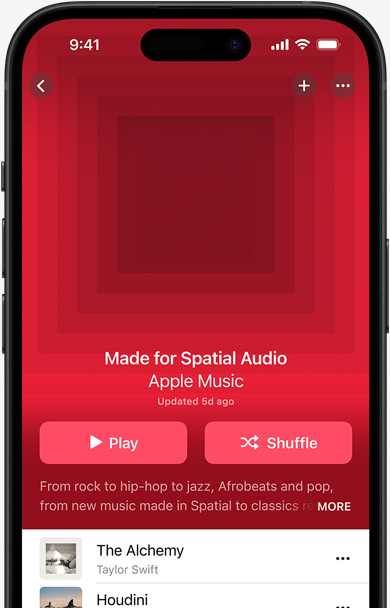 9:41
Made for Spatial Audio
Apple Music
Updated 5d ago
Play
Shuffle
From rock to hip-hop to jazz, Afrobeats and pop,
from new music made in Spatial to classics re MORE
The Alchemy
Taylor Swift
Houdini